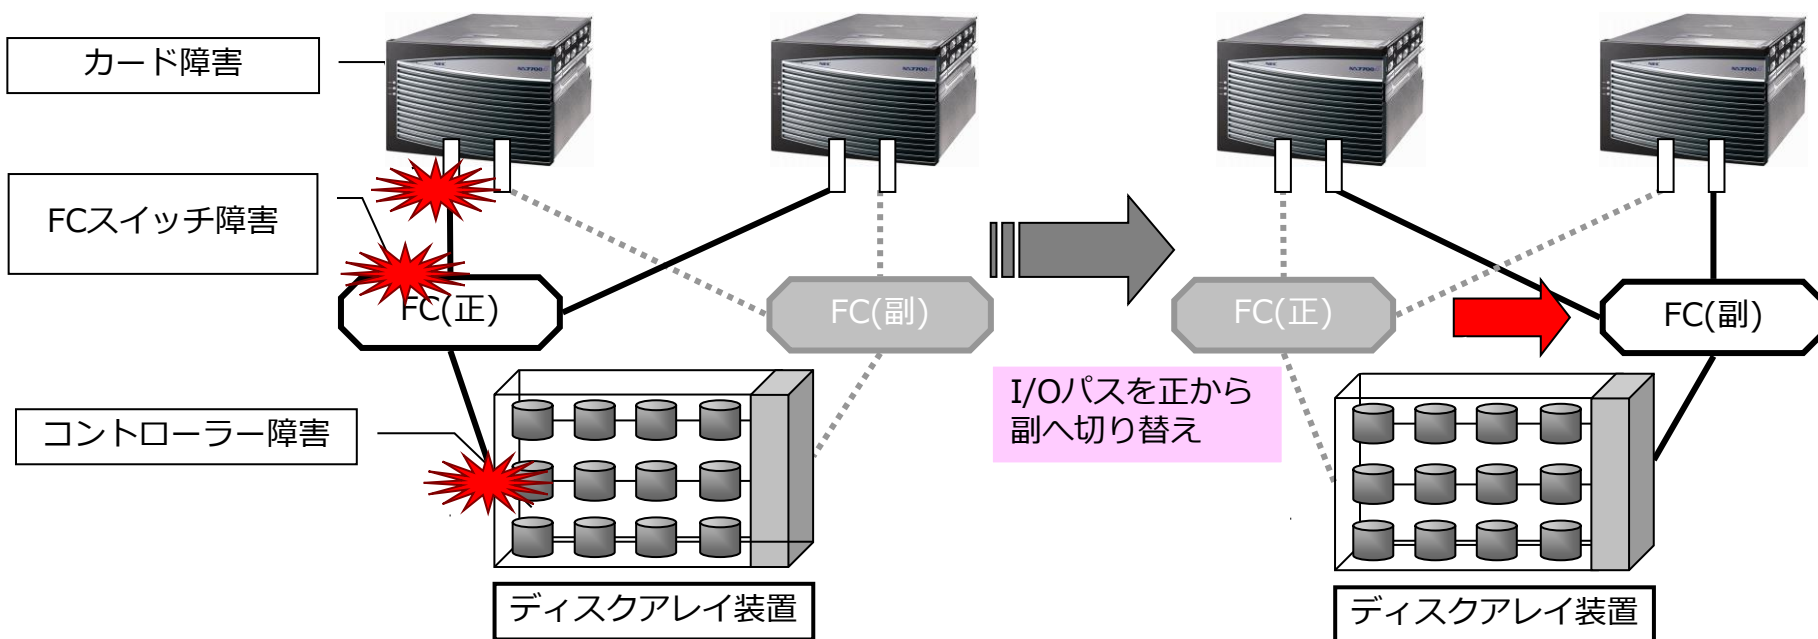 カード障害
FCスイッチ障害
FC(正)
FC(副)
FC(正)
FC(副)
I/Oパスを正から
副へ切り替え
コントローラー障害
ディスクアレイ装置
ディスクアレイ装置